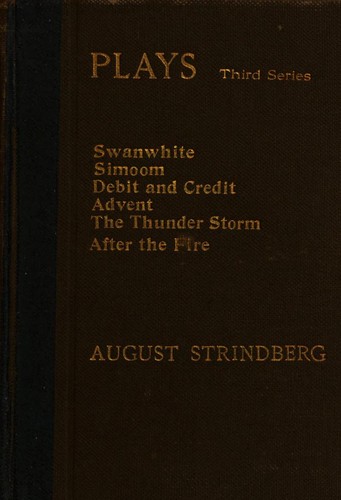 PLAYS Third Series
Swanwhite
Simoom
Debit and Credit
Advent
The Thunder Storm
After the Fire
AUGUST STRINDBERG